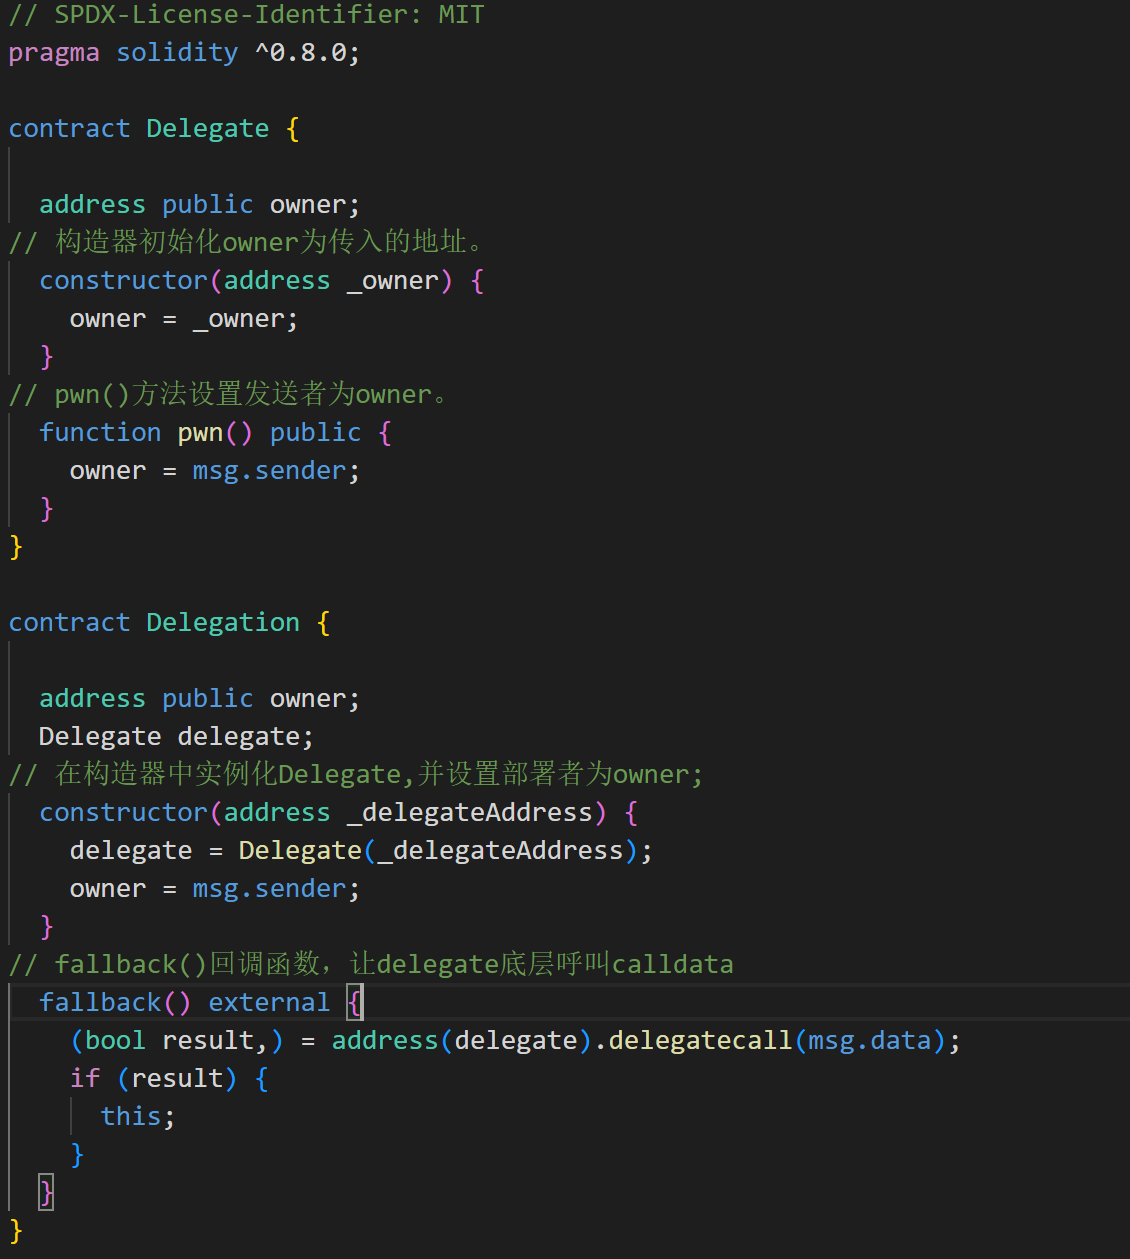 // SPDX-License-Identifier: MIT
pragma solidity ^0.8.0;
contract Delegate {
address public owner;
// 构造器初始化owner为传入的地址。
constructor(address _owner) {
owner = _owner;
}
// pwn()方法设置发送者为owner。
function pwn() public {
owner = msg.sender;
}
}
contract Delegation {
address public owner;
Delegate delegate;
// 在构造器中实例化Delegate,并设置部署者为owner;
constructor(address _delegateAddress) {
delegate = Delegate(_delegateAddress);
owner = msg.sender;
}
// fallback()回调函数，让delegate底层呼叫calldata
fallback() external {
(bool result,) = address(delegate).delegatecall(msg.data);
if (result) {
this;
}
}
}